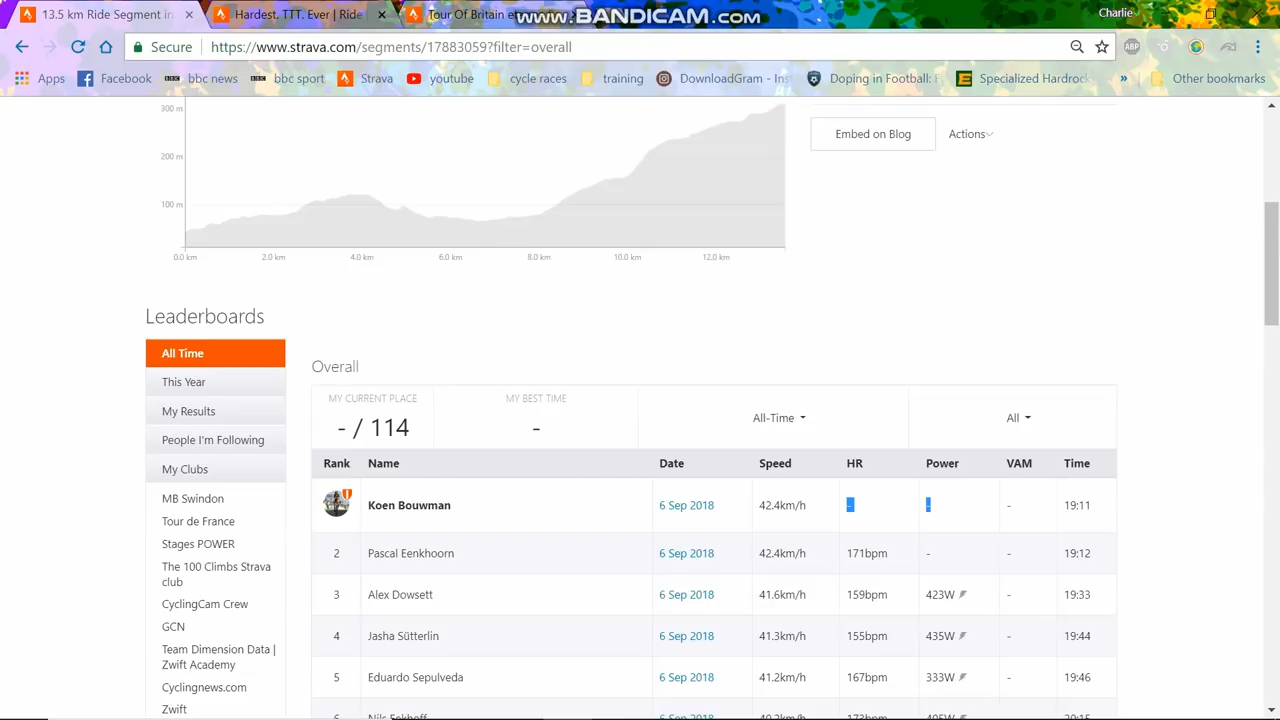 13.5 km Ride Segment in
Hardest. TTT. Ever | Ride
Tour Of Britain e
www.BANDICAM.com
Charlie
Secure
https://www.strava.com/segments/17883059?filter=overall
ABP
Apps
Facebook
bbc news
bbc sport
Strava
youtube
cycle races
training
DownloadGram - Ins
Doping in Football: F
Specialized Hardrock
»
Other bookmarks
300 m
200 m
100 m
0.0 km 2.0 km 4.0 km 6.0 km 8.0 km 10.0 km 12.0 km
Embed on Blog
Actions
Leaderboards
All Time
This Year
My Results
People I'm Following
My Clubs
MB Swindon
Tour de France
Stages POWER
The 100 Climbs Strava
club
CyclingCam Crew
GCN
Team Dimension Data |
Zwift Academy
Cyclingnews.com
Zwift
Overall
MY CURRENT PLACE
- / 114
MY BEST TIME
-
All-Time
All
Rank Name Date Speed HR Power VAM Time
Koen Bouwman 6 Sep 2018 42.4km/h - - - 19:11
2 Pascal Eenkhoorn 6 Sep 2018 42.4km/h 171bpm - - 19:12
3 Alex Dowsett 6 Sep 2018 41.6km/h 159bpm 423W - 19:33
4 Jasha Sütterlin 6 Sep 2018 41.3km/h 155bpm 435W - 19:44
5 Eduardo Sepulveda 6 Sep 2018 41.2km/h 167bpm 333W - 19:46